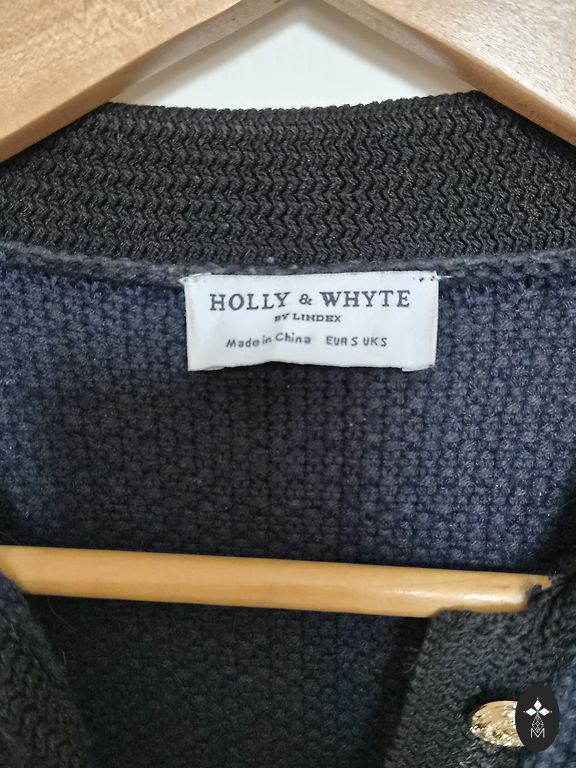 HOLLY & WHYTE
BY LINDEX
Made in China EUR S UK S